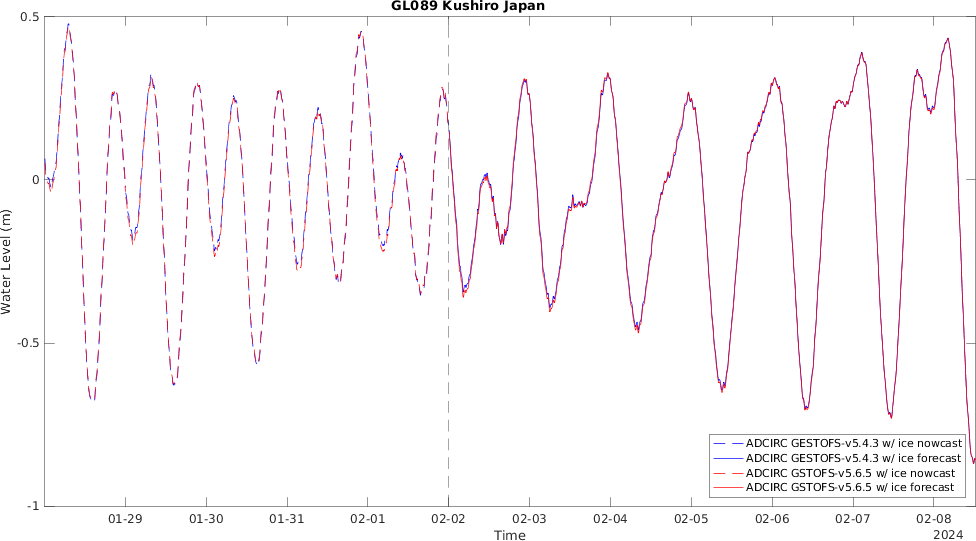 GL089 Kushiro Japan
0.5
0
-0.5
-1
Water Level (m)
ADCIRC GESTOFS-v5.4.3 w/ ice nowcast
ADCIRC GESTOFS-v5.4.3 w/ ice forecast
ADCIRC GSTOFS-v5.6.5 w/ ice nowcast
ADCIRC GSTOFS-v5.6.5 w/ ice forecast
01-29 01-30 01-31 02-01 02-02 02-03 02-04 02-05 02-06 02-07 02-08
Time
2024